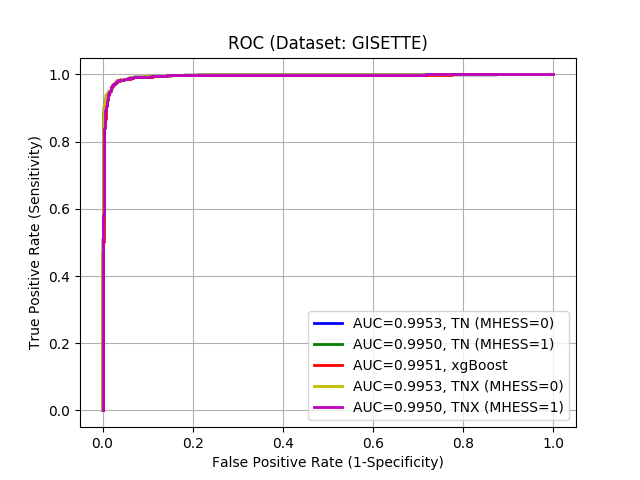 ROC (Dataset: GISETTE)
True Positive Rate (Sensitivity)
1.0
0.8
0.6
0.4
0.2
0.0
AUC=0.9953, TN (MHESS=0)
AUC=0.9950, TN (MHESS=1)
AUC=0.9951, xgBoost
AUC=0.9953, TNX (MHESS=0)
AUC=0.9950, TNX (MHESS=1)
0.0 0.2 0.4 0.6 0.8 1.0
False Positive Rate (1-Specificity)